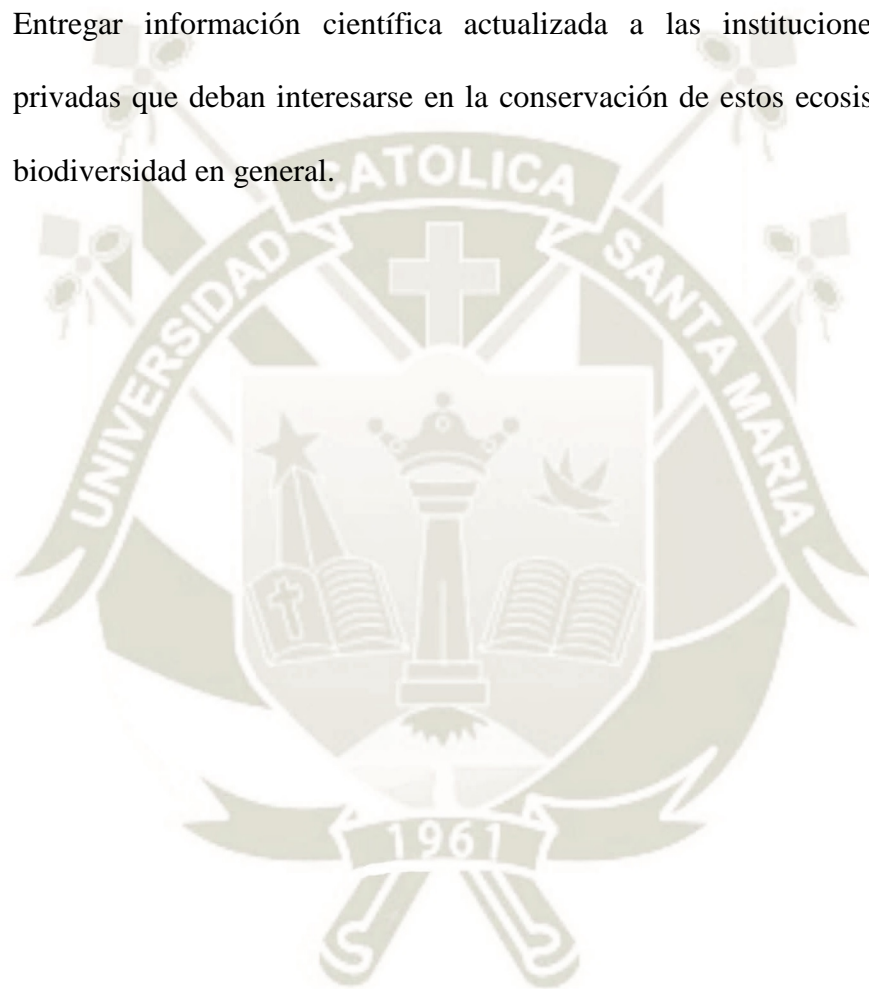 Entregar información científica actualizada a las institucione
privadas que deban interesarse en la conservación de estos ecosis
biodiversidad en general.
UNIVERSIDAD CATOLICA SANTA MARIA
1961